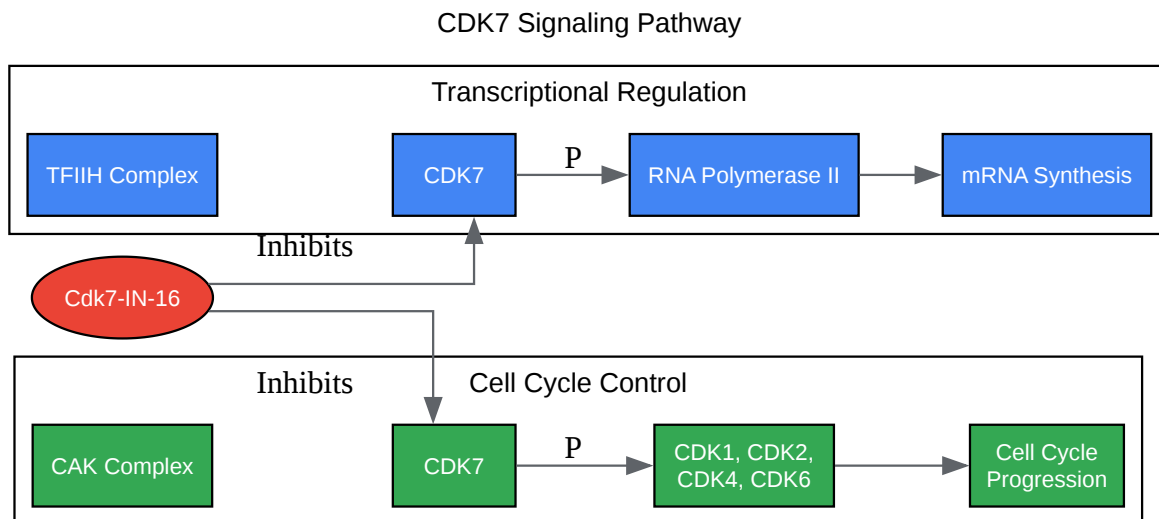 CDK7 Signaling Pathway
Transcriptional Regulation
TFIIH Complex
CDK7
P
RNA Polymerase II
mRNA Synthesis
Inhibits
Cdk7-IN-16
Inhibits
Cell Cycle Control
CAK Complex
CDK7
P
CDK1, CDK2,
CDK4, CDK6
Cell Cycle
Progression